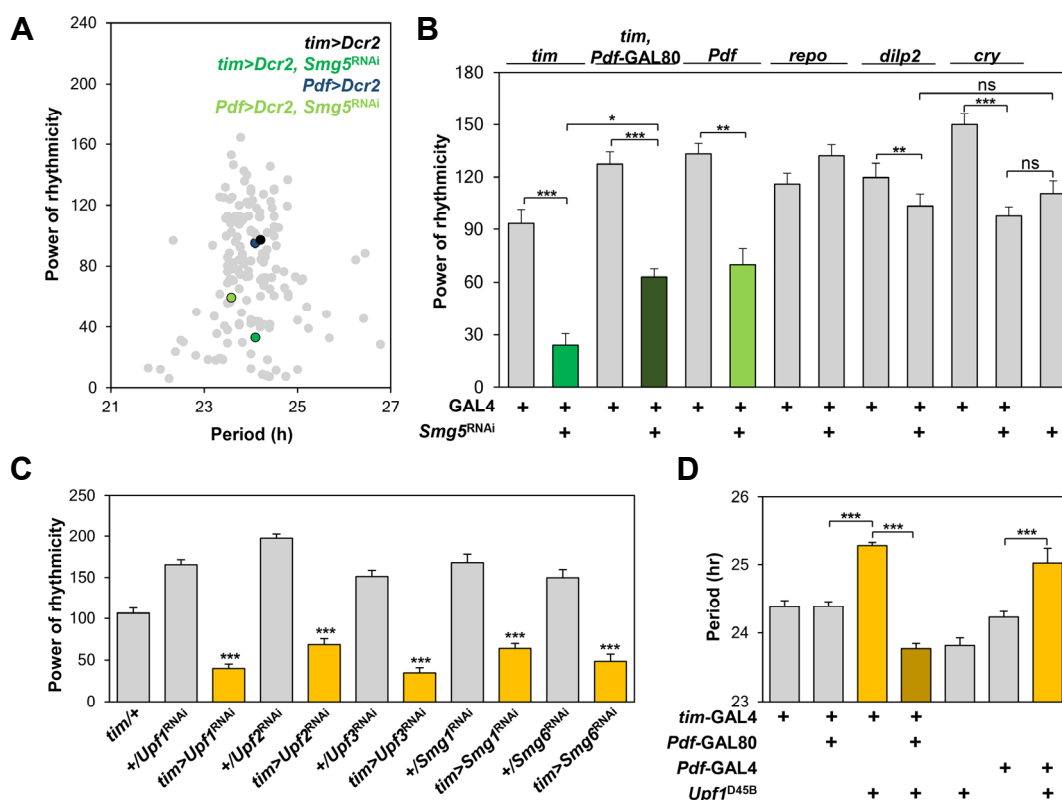 A
240
200
160
120
80
40
0
Power of rhythmicity
21 23 25 27
Period (h)
tim>Dcr2
tim>Dcr2, Smg5RNAi
Pdf>Dcr2
Pdf>Dcr2, Smg5RNAi
B
tim tim, Pdf-GAL80 Pdf repo dilp2 cry
180
150
120
90
60
30
0
Power of rhythmicity
*** * *** ** ** *** ns ns
GAL4 + + + + + + + + + + + +
Smg5RNAi + + + + + + +
C
250
200
150
100
50
0
Power of rhythmicity
*** *** *** *** ***
tim/+
+/Upf1RNAi
tim>Upf1RNAi
+/Upf2RNAi
tim>Upf2RNAi
+/Upf3RNAi
tim>Upf3RNAi
+/Smg1RNAi
tim>Smg1RNAi
+/Smg6RNAi
tim>Smg6RNAi
D
26
25
24
23
Period (hr)
*** *** ***
tim-GAL4 + + + +
Pdf-GAL80 + +
Pdf-GAL4 + +
Upf1D45B + + + +